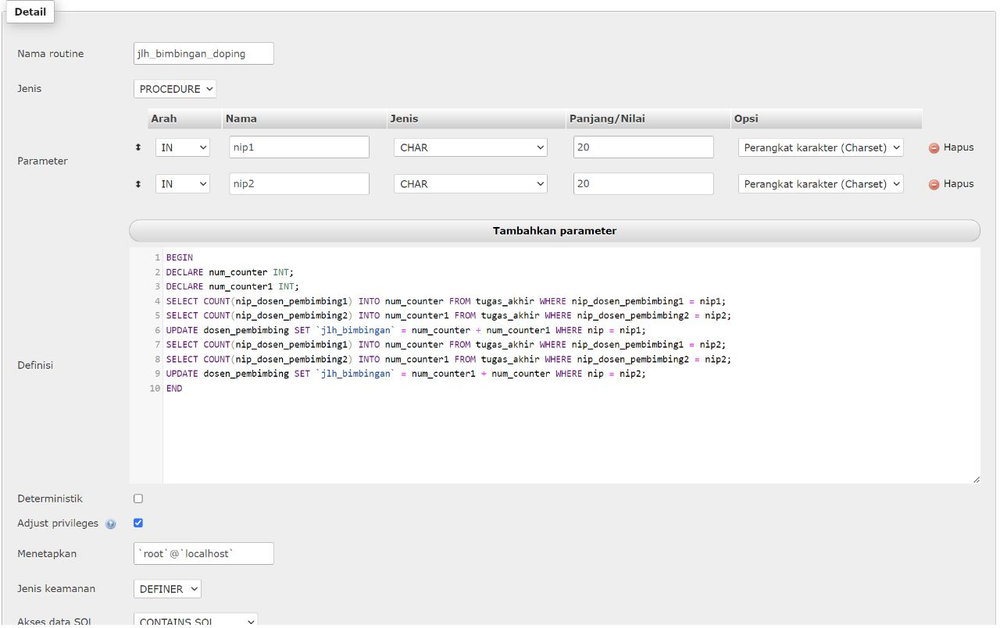 Detail
Nama routine jlh_bimbingan_doping
Jenis PROCEDURE
Parameter
Arah Nama Jenis Panjang/Nilai Opsi
IN nip1 CHAR 20 Perangkat karakter (Charset) Hapus
IN nip2 CHAR 20 Perangkat karakter (Charset) Hapus
Tambahkan parameter
Definisi
1 BEGIN
2 DECLARE num_counter INT;
3 DECLARE num_counter1 INT;
4 SELECT COUNT(nip_dosen_pembimbing1) INTO num_counter FROM tugas_akhir WHERE nip_dosen_pembimbing1 = nip1;
5 SELECT COUNT(nip_dosen_pembimbing2) INTO num_counter1 FROM tugas_akhir WHERE nip_dosen_pembimbing2 = nip2;
6 UPDATE dosen_pembimbing SET `jlh_bimbingan` = num_counter + num_counter1 WHERE nip = nip1;
7 SELECT COUNT(nip_dosen_pembimbing1) INTO num_counter FROM tugas_akhir WHERE nip_dosen_pembimbing1 = nip2;
8 SELECT COUNT(nip_dosen_pembimbing2) INTO num_counter1 FROM tugas_akhir WHERE nip_dosen_pembimbing2 = nip2;
9 UPDATE dosen_pembimbing SET `jlh_bimbingan` = num_counter1 + num_counter WHERE nip = nip2;
10 END
Deterministik
Adjust privileges
Menetapkan `root`@`localhost`
Jenis keamanan DEFINER
Akses data SQL CONTAINS SQL